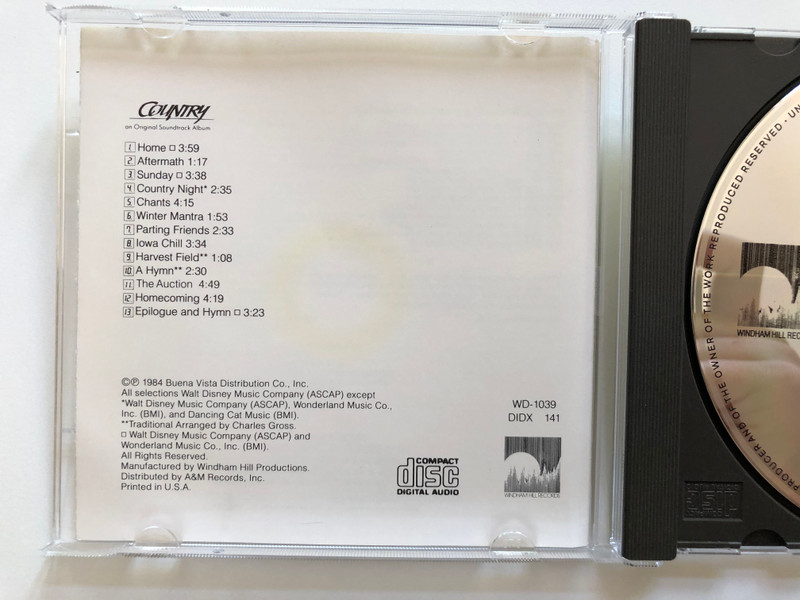 COUNTRY
an Original Soundtrack Album
1 Home □ 3:59
2 Aftermath 1:17
3 Sunday □ 3:38
4 Country Night* 2:35
5 Chants 4:15
6 Winter Mantra 1:53
7 Parting Friends 2:33
8 Iowa Chill 3:34
9 Harvest Field** 1:08
10 A Hymn** 2:30
11 The Auction 4:49
12 Homecoming 4:19
13 Epilogue and Hymn □ 3:23
©℗ 1984 Buena Vista Distribution Co., Inc.
All selections Walt Disney Music Company (ASCAP) except
*Walt Disney Music Company (ASCAP), Wonderland Music Co.,
Inc. (BMI), and Dancing Cat Music (BMI).
**Traditional Arranged by Charles Gross.
□ Walt Disney Music Company (ASCAP) and
Wonderland Music Co., Inc. (BMI).
All Rights Reserved.
Manufactured by Windham Hill Productions.
Distributed by A&M Records, Inc.
Printed in U.S.A.
WD-1039
DIDX 141
COMPACT
disc
DIGITAL AUDIO
WINDHAM HILL RECORDS
PRODUCER AND OF THE OWNER OF THE WORK REPRODUCED RESERVED · UN
WINDHAM HILL RECO